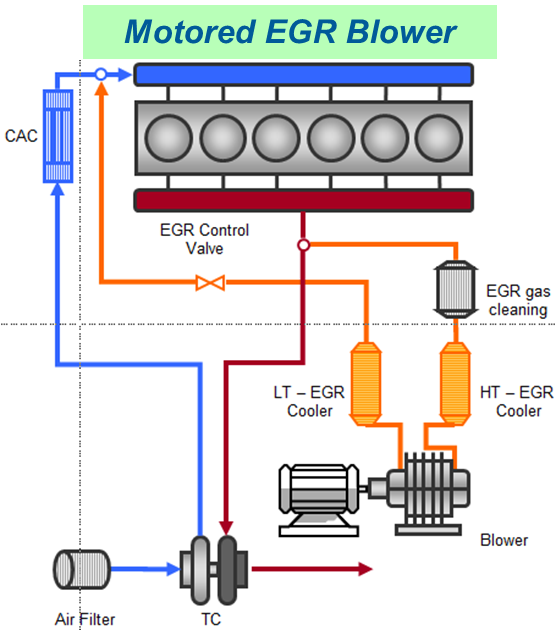 Motored EGR Blower
CAC
EGR Control
Valve
EGR gas
cleaning
LT – EGR
Cooler
HT – EGR
Cooler
Blower
Air Filter
TC